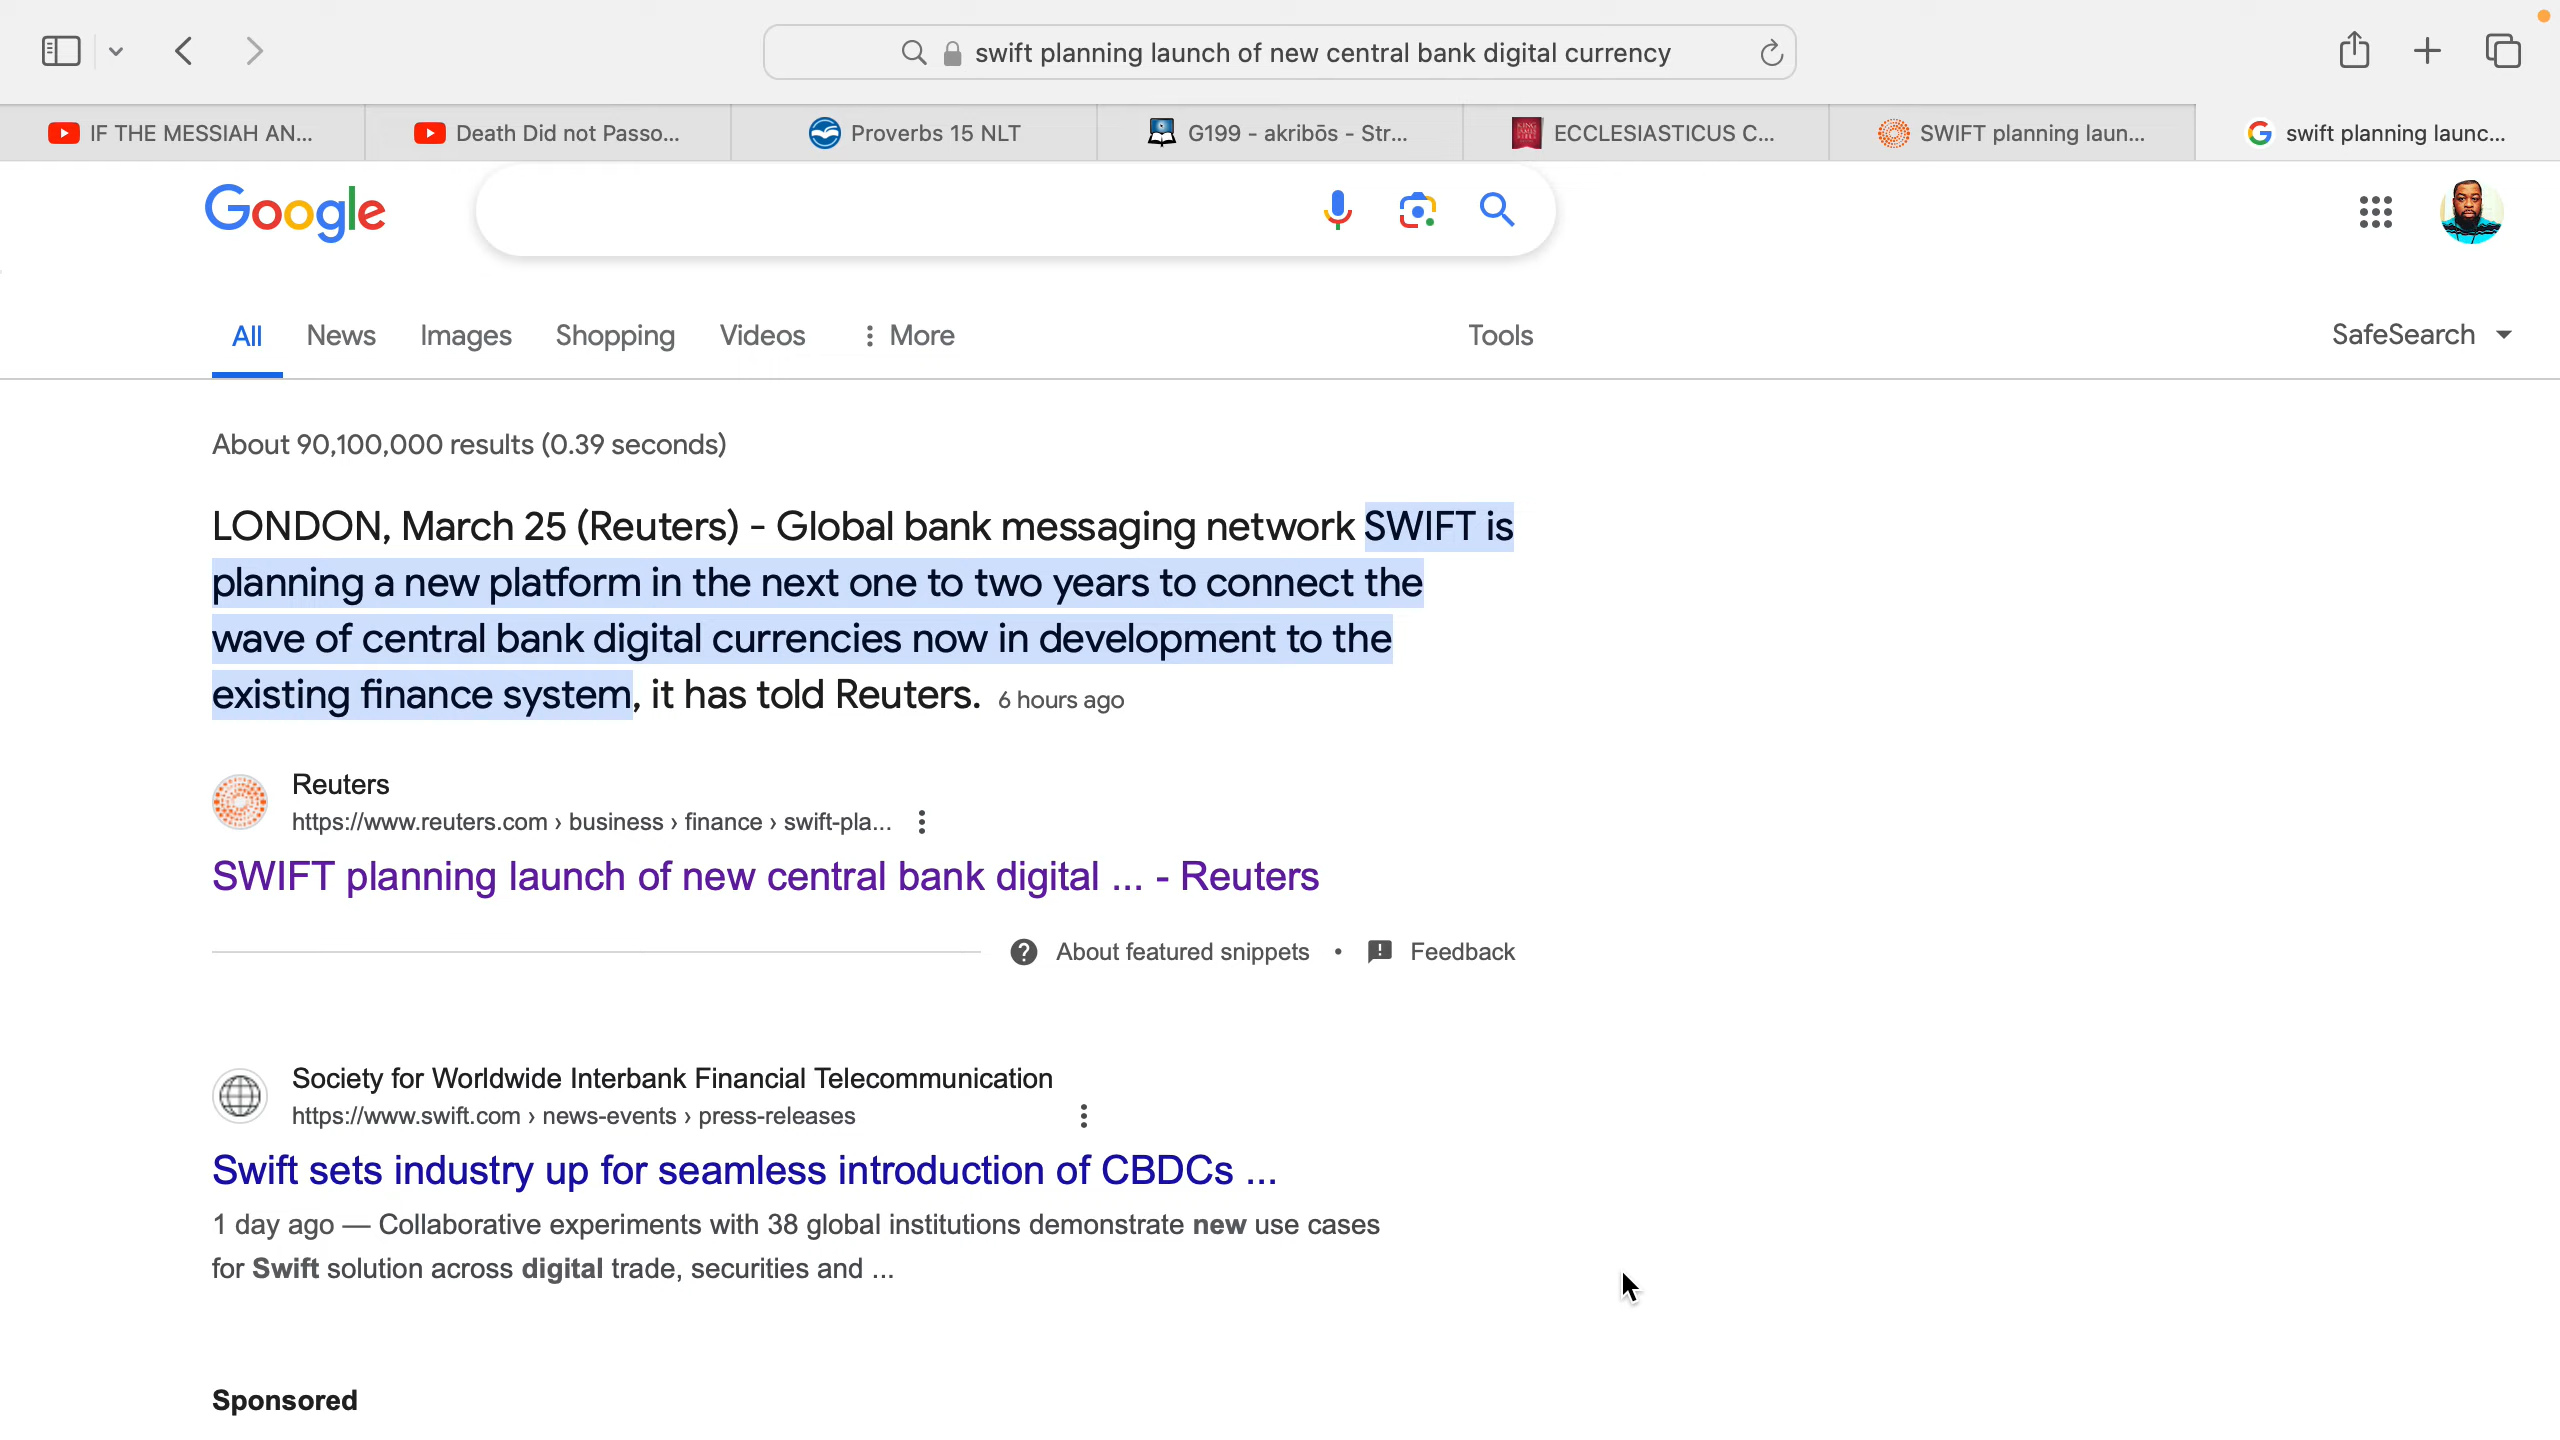 swift planning launch of new central bank digital currency
IF THE MESSIAH AN...
Death Did not Passo...
Proverbs 15 NLT
G199 - akribōs - Str...
ECCLESIASTICUS C...
SWIFT planning laun...
swift planning launc...
Google
All
News
Images
Shopping
Videos
More
Tools
SafeSearch
About 90,100,000 results (0.39 seconds)
LONDON, March 25 (Reuters) - Global bank messaging network SWIFT is
planning a new platform in the next one to two years to connect the
wave of central bank digital currencies now in development to the
existing finance system, it has told Reuters. 6 hours ago
Reuters
https://www.reuters.com › business › finance › swift-pla...
SWIFT planning launch of new central bank digital ... - Reuters
About featured snippets • Feedback
Society for Worldwide Interbank Financial Telecommunication
https://www.swift.com › news-events › press-releases
Swift sets industry up for seamless introduction of CBDCs ...
1 day ago — Collaborative experiments with 38 global institutions demonstrate new use cases
for Swift solution across digital trade, securities and ...
Sponsored